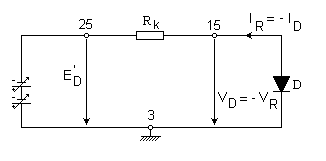 25
R_k
15
I_R = - I_D
E'_D
V_D = - V_R
D
3